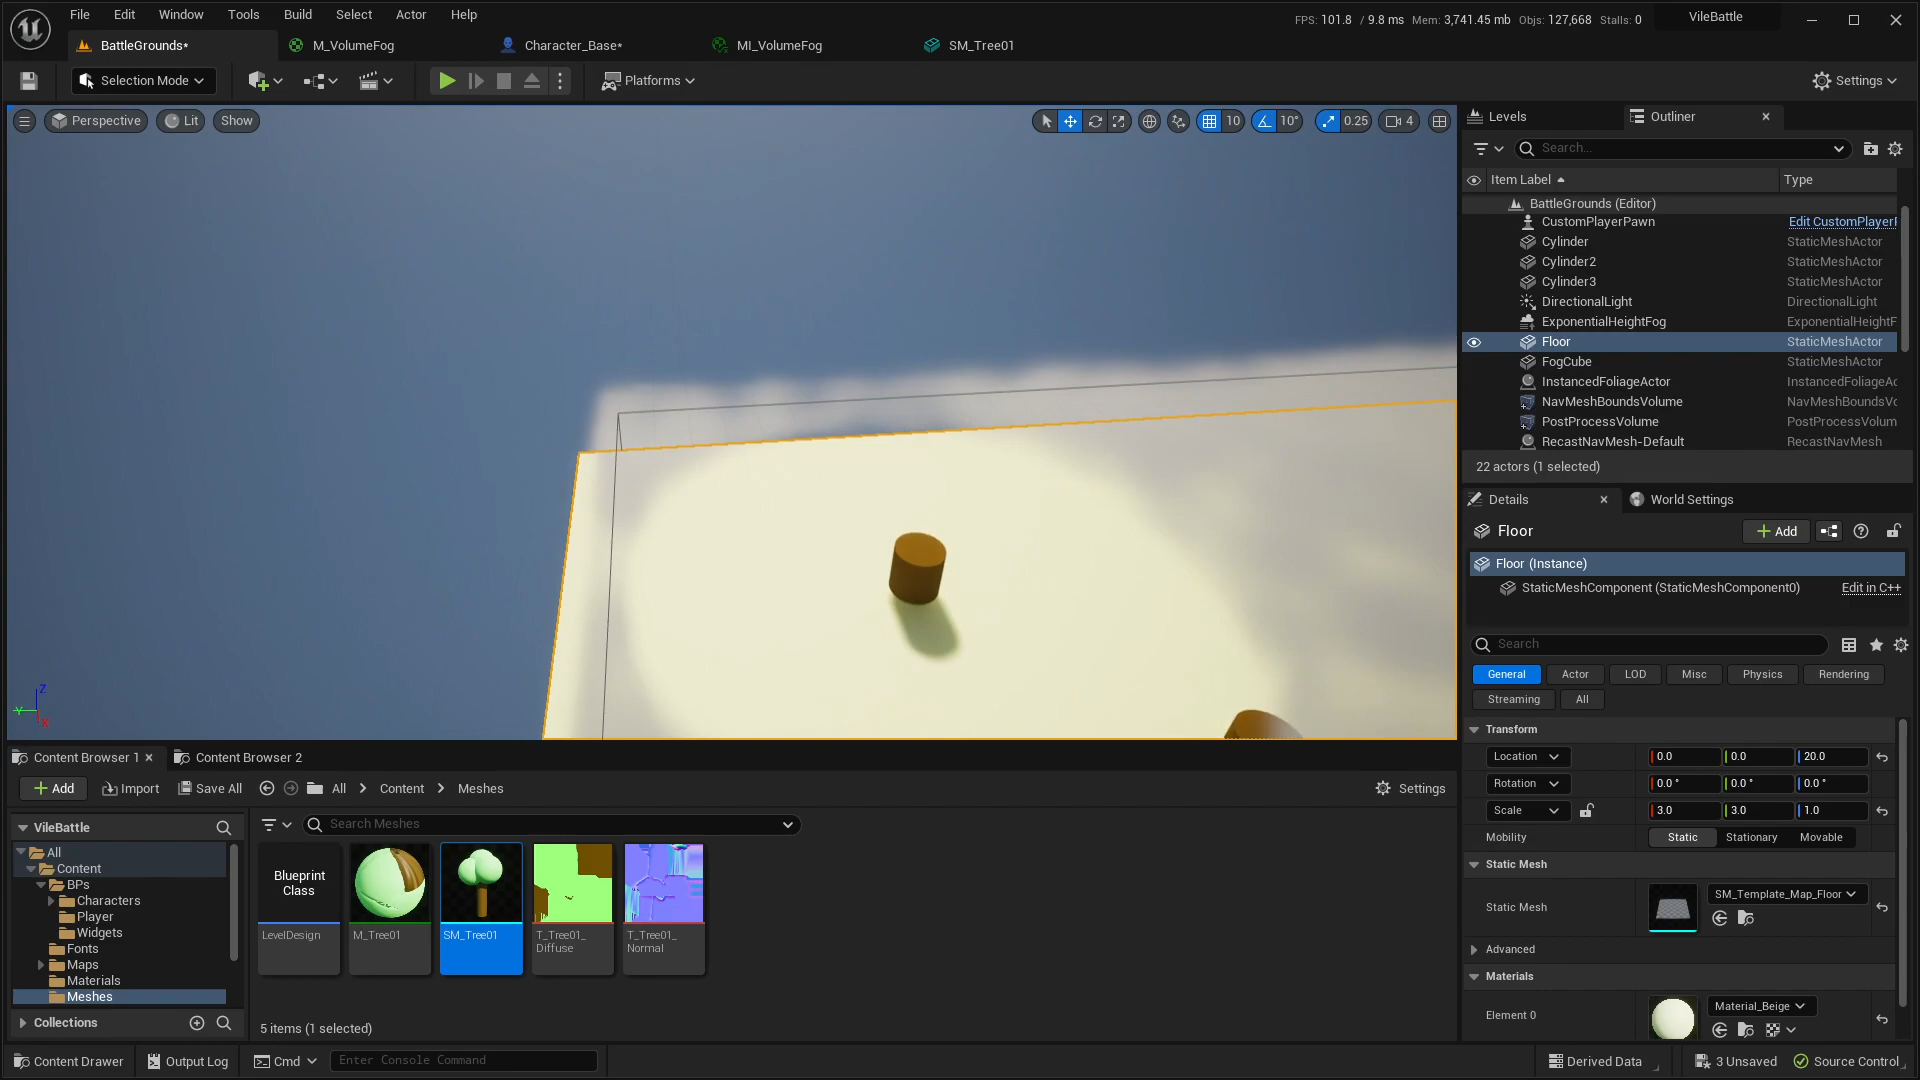 File Edit Window Tools Build Select Actor Help
FPS: 101.8 / 9.8 ms Mem: 3,741.45 mb Objs: 127,668 Stalls: 0
VileBattle
BattleGrounds*
M_VolumeFog
Character_Base*
MI_VolumeFog
SM_Tree01
Selection Mode
Platforms
Settings
Perspective
Lit
Show
10
10°
0.25
4
Levels
Outliner
Search...
Item Label
Type
BattleGrounds (Editor)
CustomPlayerPawn Edit CustomPlayerP
Cylinder StaticMeshActor
Cylinder2 StaticMeshActor
Cylinder3 StaticMeshActor
DirectionalLight DirectionalLight
ExponentialHeightFog ExponentialHeightF
Floor StaticMeshActor
FogCube StaticMeshActor
InstancedFoliageActor InstancedFoliageAc
NavMeshBoundsVolume NavMeshBoundsVo
PostProcessVolume PostProcessVolum
RecastNavMesh-Default RecastNavMesh
22 actors (1 selected)
Details
World Settings
Floor
Add
Floor (Instance)
StaticMeshComponent (StaticMeshComponent0) Edit in C++
Search
General Actor LOD Misc Physics Rendering
Streaming All
Transform
Location 0.0 0.0 20.0
Rotation 0.0 ° 0.0 ° 0.0 °
Scale 3.0 3.0 1.0
Mobility Static Stationary Movable
Static Mesh
Static Mesh SM_Template_Map_Floor
Advanced
Materials
Element 0 Material_Beige
Z
Y
X
Content Browser 1
Content Browser 2
Add
Import
Save All
All
Content
Meshes
Settings
VileBattle
All
Content
BPs
Characters
Player
Widgets
Fonts
Maps
Materials
Meshes
Collections
Search Meshes
Blueprint
Class
LevelDesign
M_Tree01
SM_Tree01
T_Tree01_
Diffuse
T_Tree01_
Normal
5 items (1 selected)
Content Drawer
Output Log
Cmd
Enter Console Command
Derived Data
3 Unsaved
Source Control